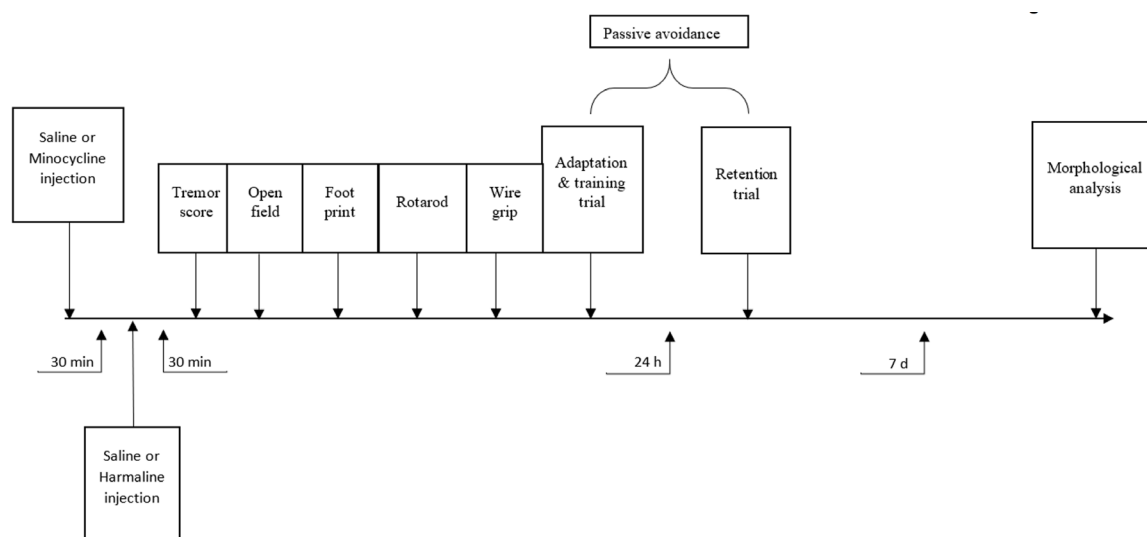 Passive avoidance
Saline or
Minocycline
injection
Tremor
score
Open
field
Foot
print
Rotarod
Wire
grip
Adaptation
& training
trial
Retention
trial
Morphological
analysis
30 min
30 min
24 h
7 d
Saline or
Harmaline
injection